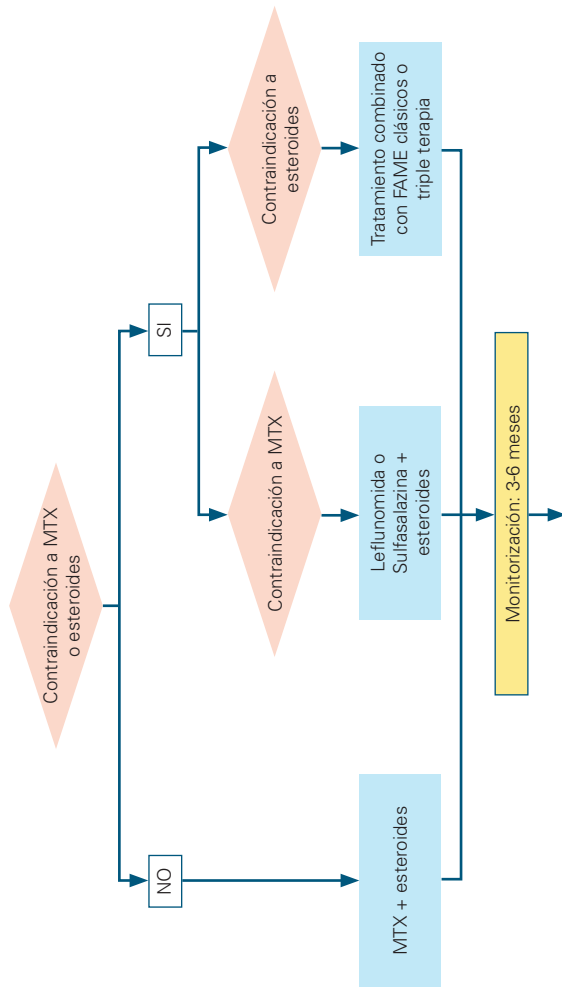 Contraindicación a MTX
o esteroides
NO
SI
Contraindicación a MTX
Contraindicación a
esteroides
MTX + esteroides
Leflunomida o
Sulfasalazina +
esteroides
Tratamiento combinado
con FAME clásicos o
triple terapia
Monitorización: 3-6 meses